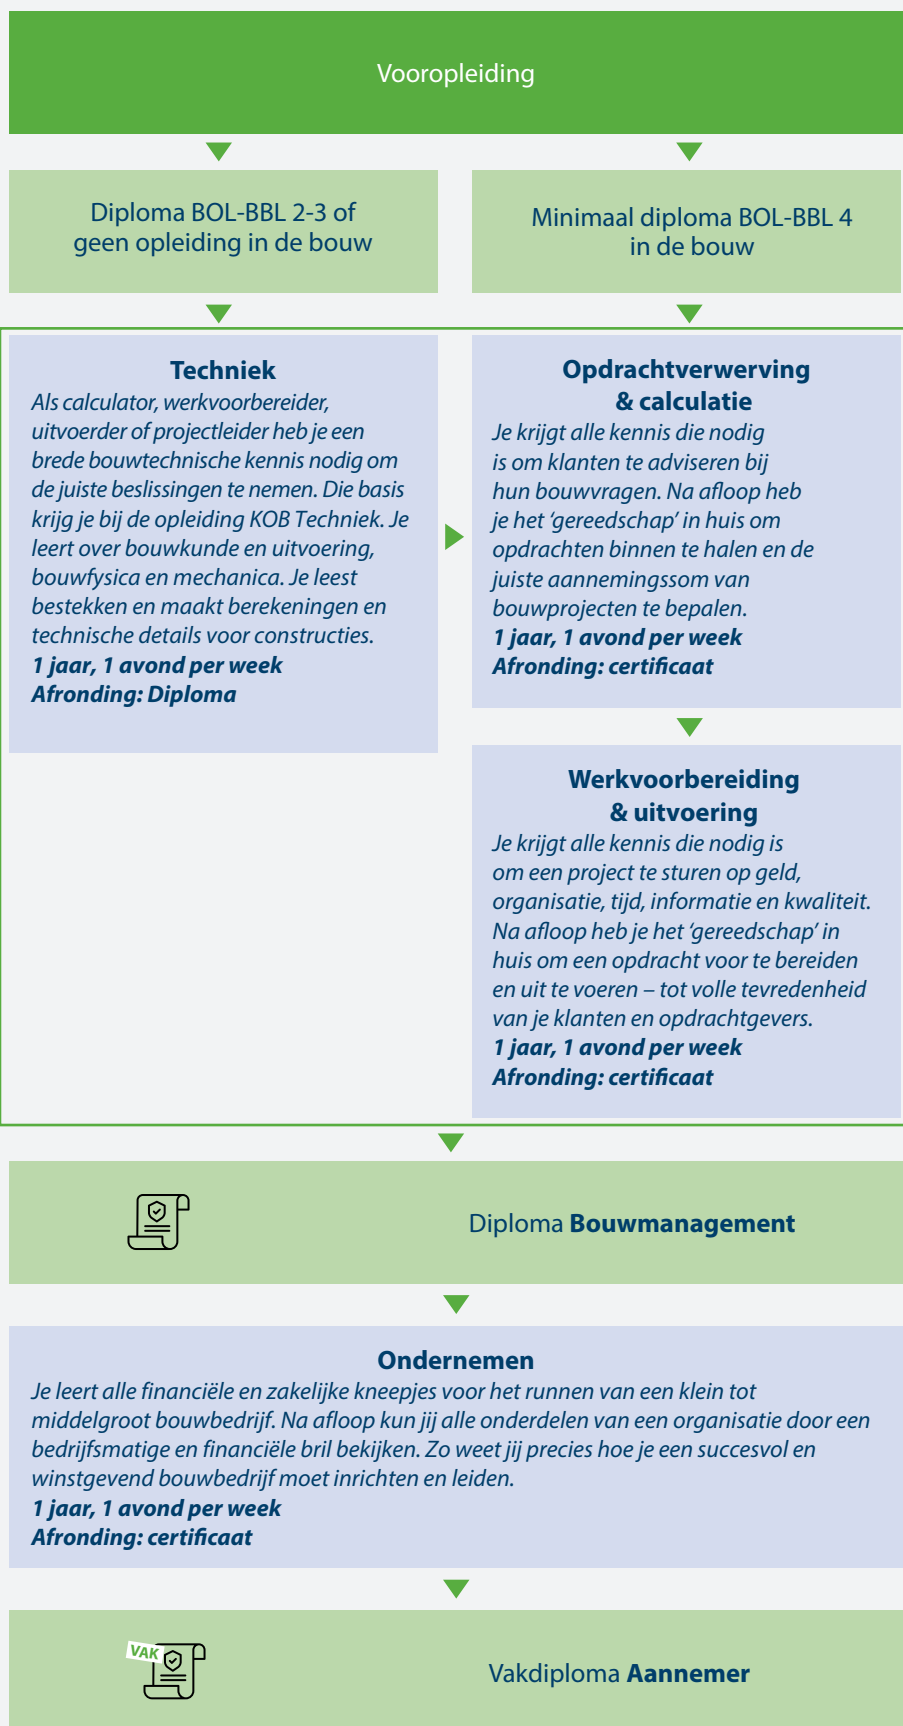 Vooropleiding
Diploma BOL-BBL 2-3 of
geen opleiding in de bouw
Minimaal diploma BOL-BBL 4
in de bouw
Techniek
Als calculator, werkvoorbereider,
uitvoerder of projectleider heb je een
brede bouwtechnische kennis nodig om
de juiste beslissingen te nemen. Die basis
krijg je bij de opleiding KOB Techniek. Je
leert over bouwkunde en uitvoering,
bouwfysica en mechanica. Je leest
bestekken en maakt berekeningen en
technische details voor constructies.
1 jaar, 1 avond per week
Afronding: Diploma
Opdrachtverwerving
& calculatie
Je krijgt alle kennis die nodig
is om klanten te adviseren bij
hun bouwvragen. Na afloop heb
je het ‘gereedschap’ in huis om
opdrachten binnen te halen en de
juiste aannemingssom van
bouwprojecten te bepalen.
1 jaar, 1 avond per week
Afronding: certificaat
Werkvoorbereiding
& uitvoering
Je krijgt alle kennis die nodig is
om een project te sturen op geld,
organisatie, tijd, informatie en kwaliteit.
Na afloop heb je het ‘gereedschap’ in
huis om een opdracht voor te bereiden
en uit te voeren – tot volle tevredenheid
van je klanten en opdrachtgevers.
1 jaar, 1 avond per week
Afronding: certificaat
Diploma Bouwmanagement
Ondernemen
Je leert alle financiële en zakelijke kneepjes voor het runnen van een klein tot
middelgroot bouwbedrijf. Na afloop kun jij alle onderdelen van een organisatie door een
bedrijfsmatige en financiële bril bekijken. Zo weet jij precies hoe je een succesvol en
winstgevend bouwbedrijf moet inrichten en leiden.
1 jaar, 1 avond per week
Afronding: certificaat
VAK
Vakdiploma Aannemer